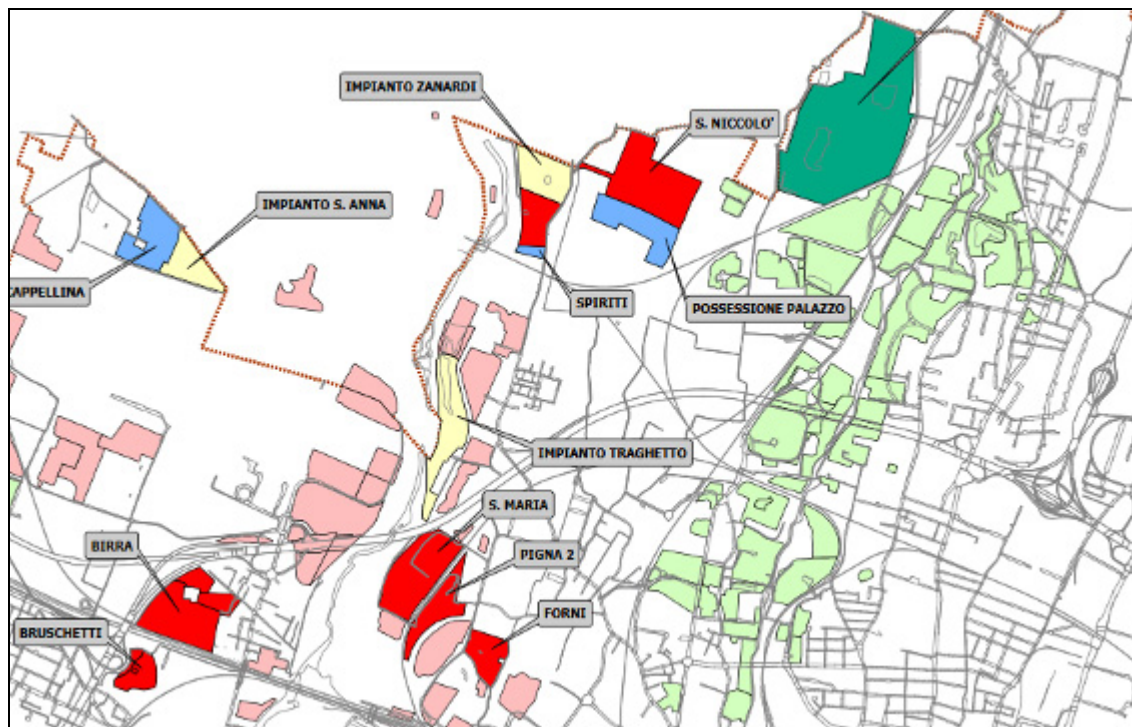 IMPIANTO ZANARDI
S. NICCOLO'
IMPIANTO S. ANNA
CAPPELLINA
SPIRITI
POSSESSIONE PALAZZO
IMPIANTO TRAGHETTO
S. MARIA
BIRRA
PIGNA 2
FORNI
BRUSCHETTI